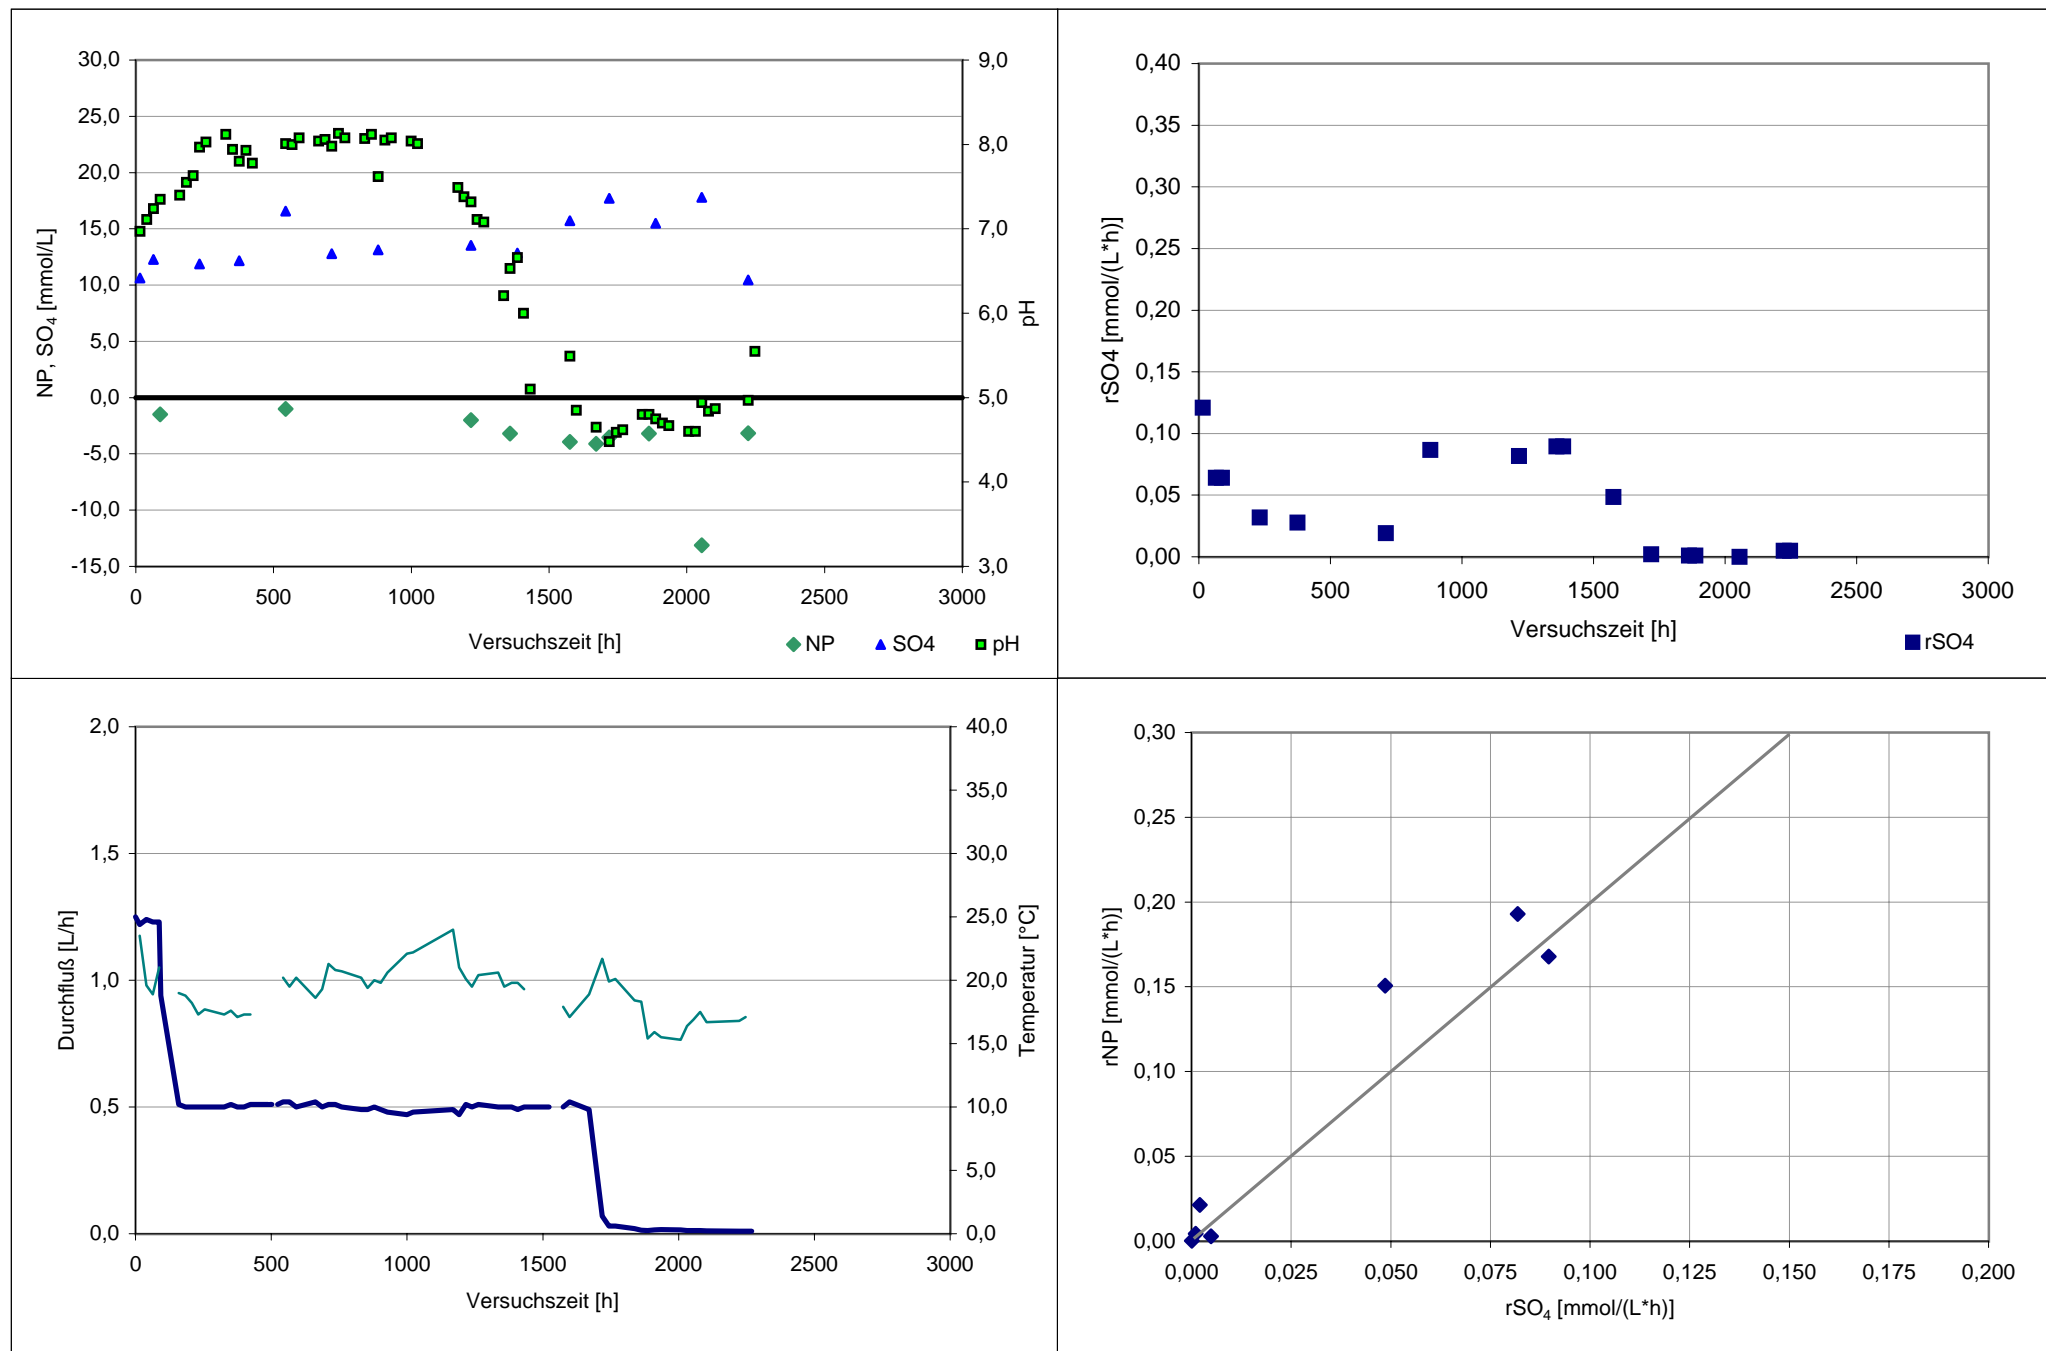 30,0
25,0
20,0
15,0
10,0
5,0
0,0
-5,0
-10,0
-15,0
NP, SO₄ [mmol/L]
9,0
8,0
7,0
6,0
5,0
4,0
3,0
pH
0 500 1000 1500 2000 2500 3000
Versuchszeit [h]
NP SO4 pH
0,40
0,35
0,30
0,25
0,20
0,15
0,10
0,05
0,00
rSO4 [mmol/(L*h)]
0 500 1000 1500 2000 2500 3000
Versuchszeit [h]
rSO4
2,0
1,5
1,0
0,5
0,0
Durchfluß [L/h]
40,0
35,0
30,0
25,0
20,0
15,0
10,0
5,0
0,0
Temperatur [°C]
0 500 1000 1500 2000 2500 3000
Versuchszeit [h]
0,30
0,25
0,20
0,15
0,10
0,05
0,00
rNP [mmol/(L*h)]
0,000 0,025 0,050 0,075 0,100 0,125 0,150 0,175 0,200
rSO₄ [mmol/(L*h)]